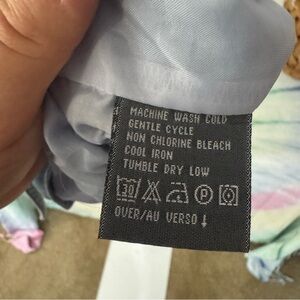 MACHINE WASH COLD
GENTLE CYCLE
NON CHLORINE BLEACH
COOL IRON
TUMBLE DRY LOW
30 P
OVER/AU VERSO ↓